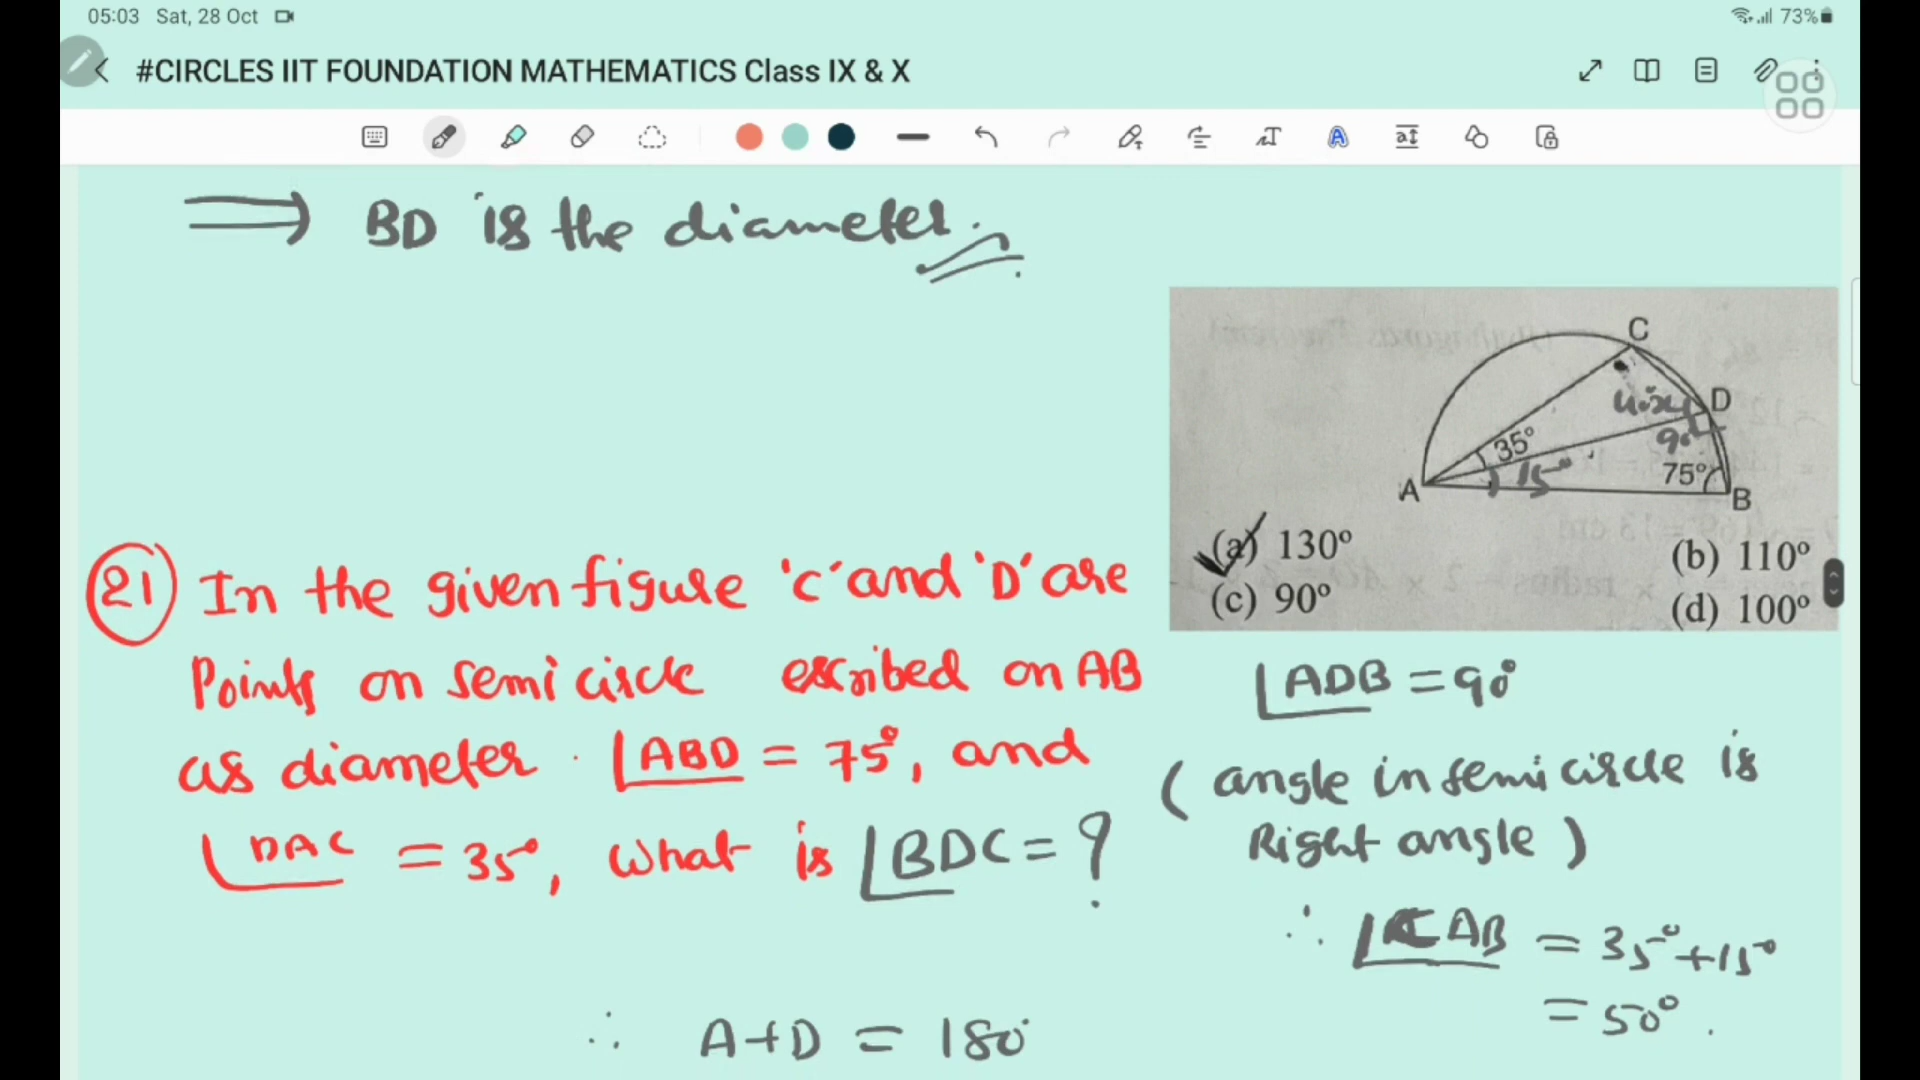 05:03 Sat, 28 Oct
73%
#CIRCLES IIT FOUNDATION MATHEMATICS Class IX & X
⟹ BD is the diameter.
C
D
35°
90
15°
75°
A
B
(a) 130°
(b) 110°
(c) 90°
(d) 100°
(21) In the given figure 'C' and 'D' are
Points on semi circle escribed on AB
as diameter. ∠ABD = 75°, and
∠DAC = 35°, what is ∠BDC = ?
∠ADB = 90°
(angle in semi circle is
Right angle)
∴ ∠CAB = 35° + 15°
= 50°.
∴ A+D = 180°